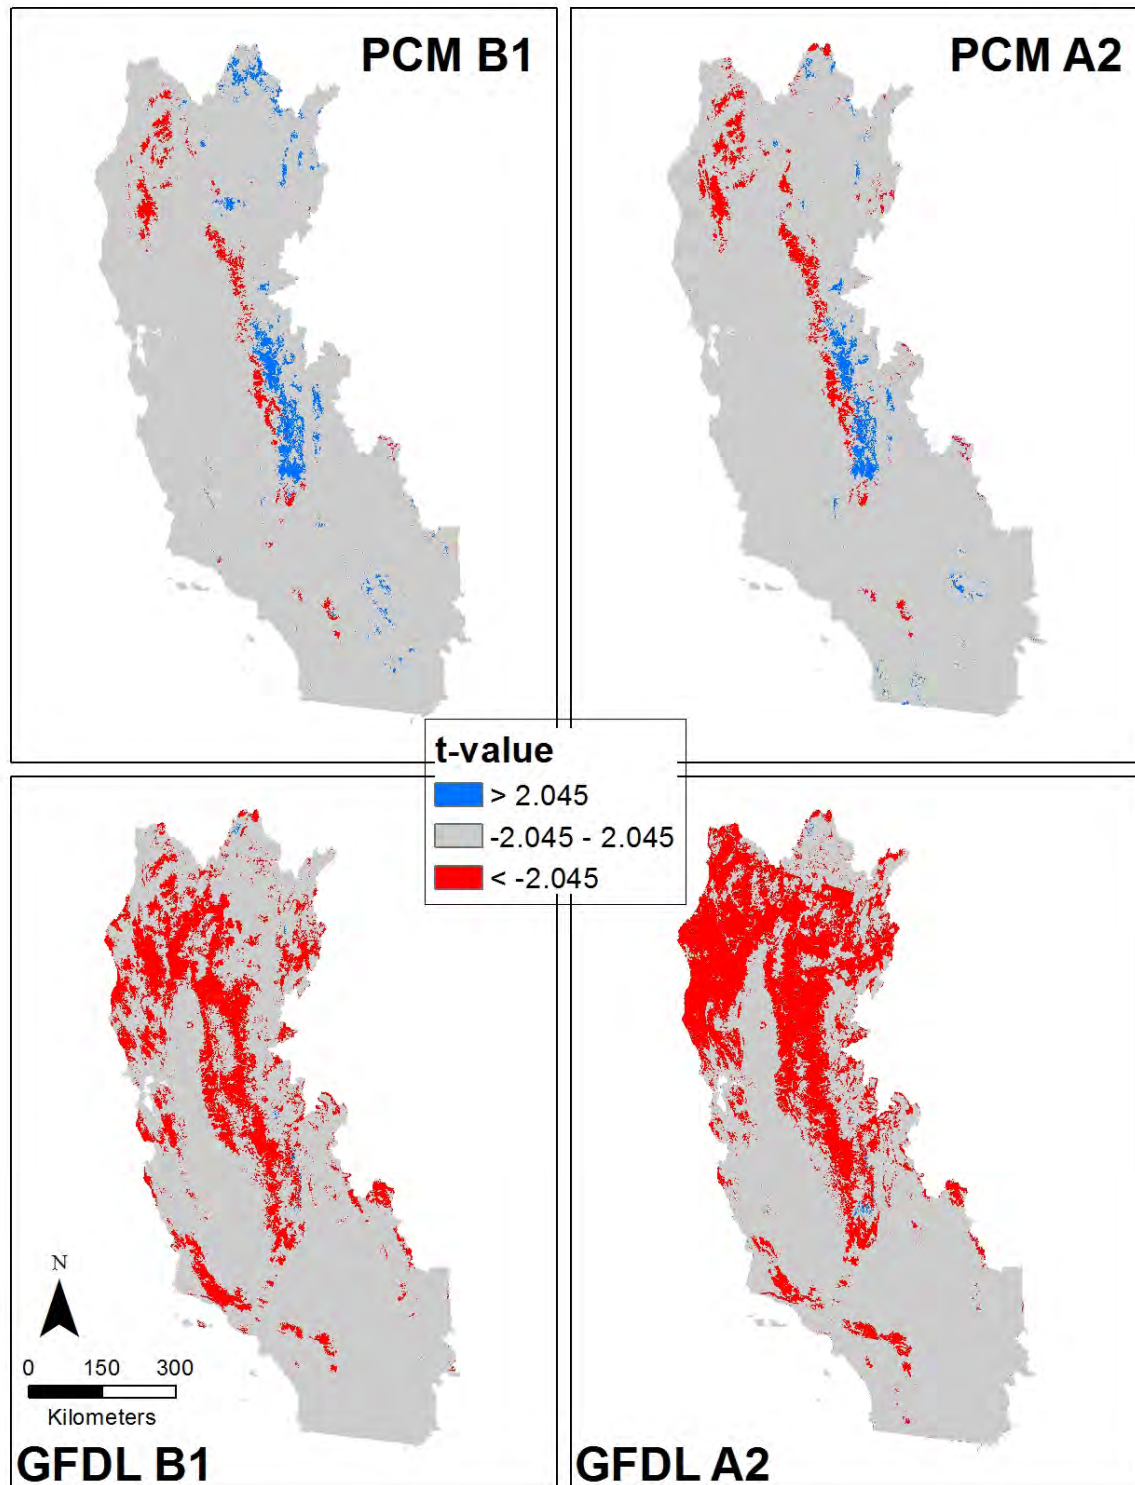 PCM B1
PCM A2
t-value
> 2.045
-2.045 - 2.045
< -2.045
N
0 150 300
Kilometers
GFDL B1
GFDL A2